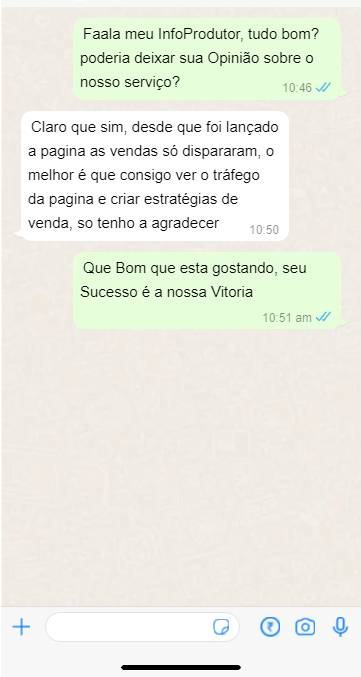 Faala meu InfoProdutor, tudo bom?
poderia deixar sua Opinião sobre o
nosso serviço?
10:46
Claro que sim, desde que foi lançado
a pagina as vendas só dispararam, o
melhor é que consigo ver o tráfego
da pagina e criar estratégias de
venda, so tenho a agradecer
10:50
Que Bom que esta gostando, seu
Sucesso é a nossa Vitoria
10:51 am
₹